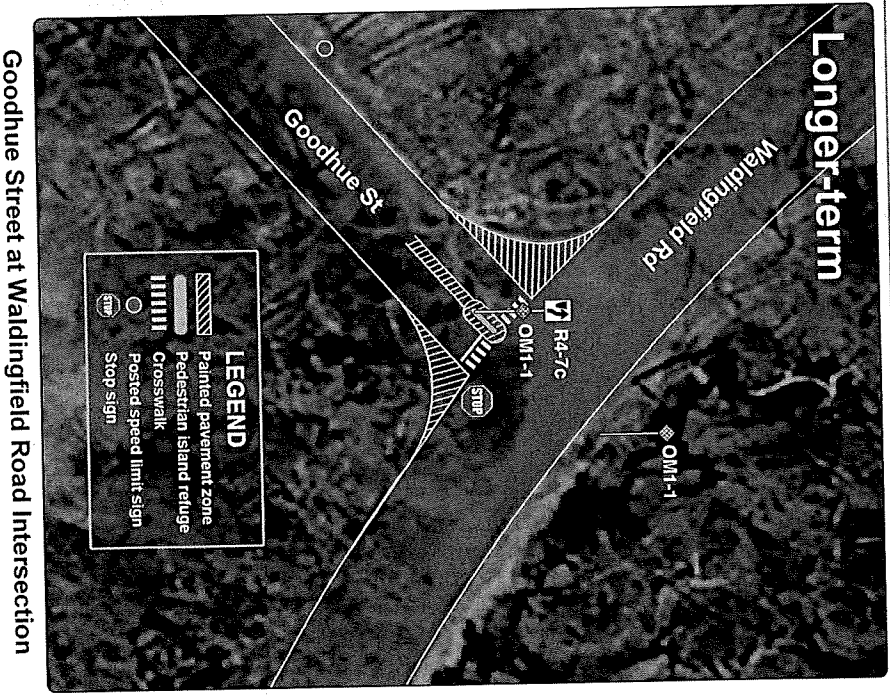 Longer-term
Waldingfield Rd
Goodhue St
R4-7c
OM1-1
OM1-1
STOP
LEGEND
Painted pavement zone
Pedestrian island refuge
Crosswalk
Posted speed limit sign
STOP
Stop sign
Goodhue Street at Waldingfield Road Intersection